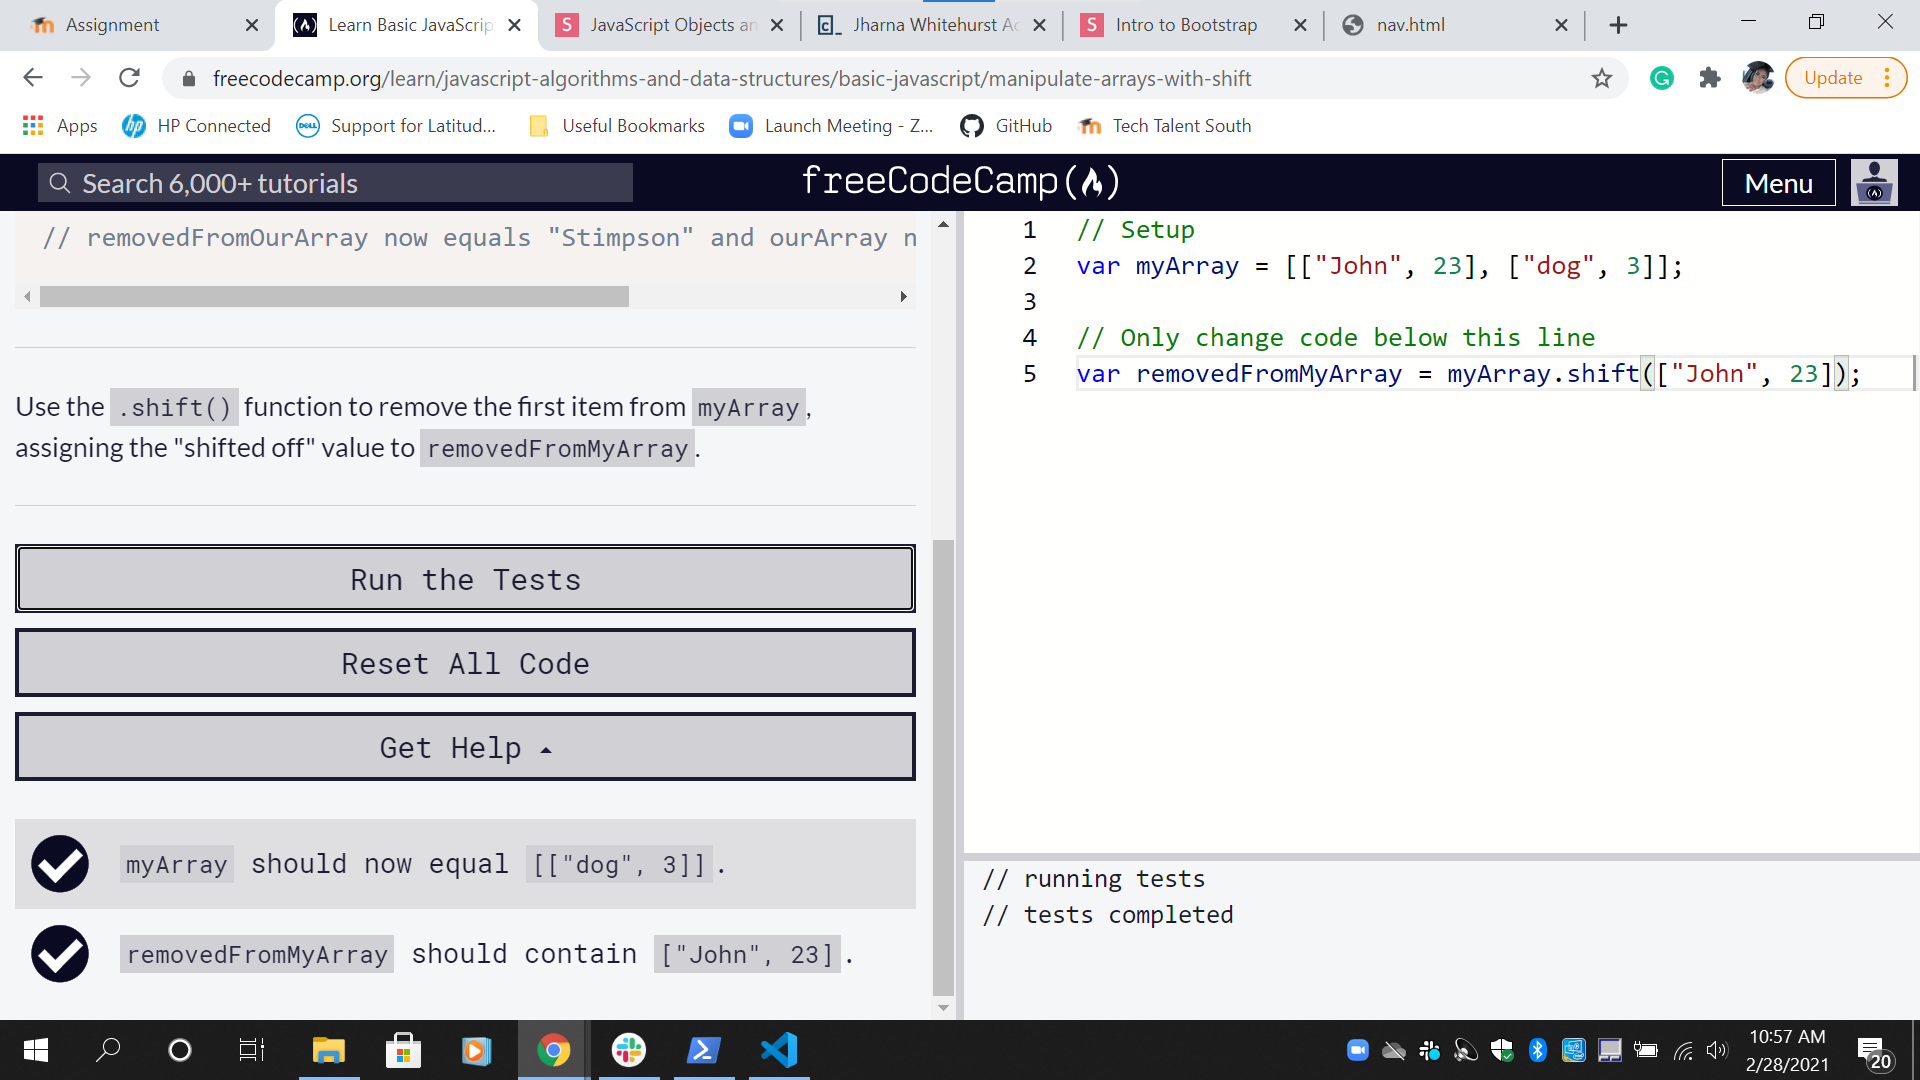 Assignment
Learn Basic JavaScrip
JavaScript Objects an
Jharna Whitehurst Ac
Intro to Bootstrap
nav.html
freecodecamp.org/learn/javascript-algorithms-and-data-structures/basic-javascript/manipulate-arrays-with-shift
Update
Apps
HP Connected
Support for Latitud...
Useful Bookmarks
Launch Meeting - Z...
GitHub
Tech Talent South
Search 6,000+ tutorials
freeCodeCamp(🔥)
Menu
// removedFromOurArray now equals "Stimpson" and ourArray n
Use the .shift() function to remove the first item from myArray,
assigning the "shifted off" value to removedFromMyArray.
Run the Tests
Reset All Code
Get Help
myArray should now equal [["dog", 3]].
removedFromMyArray should contain ["John", 23].
1 // Setup
2 var myArray = [["John", 23], ["dog", 3]];
3
4 // Only change code below this line
5 var removedFromMyArray = myArray.shift(["John", 23]);
// running tests
// tests completed
10:57 AM
2/28/2021
20